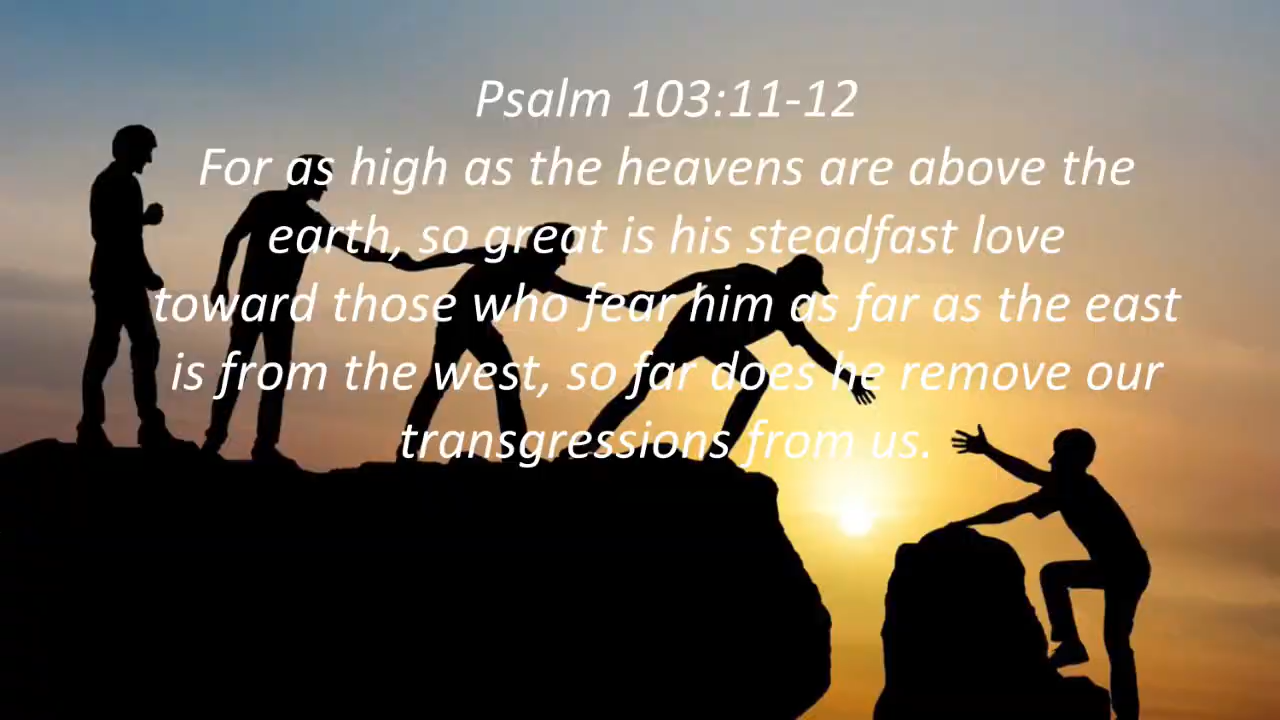 Psalm 103:11-12
For as high as the heavens are above the
earth, so great is his steadfast love
toward those who fear him as far as the east
is from the west, so far does he remove our
transgressions from us.